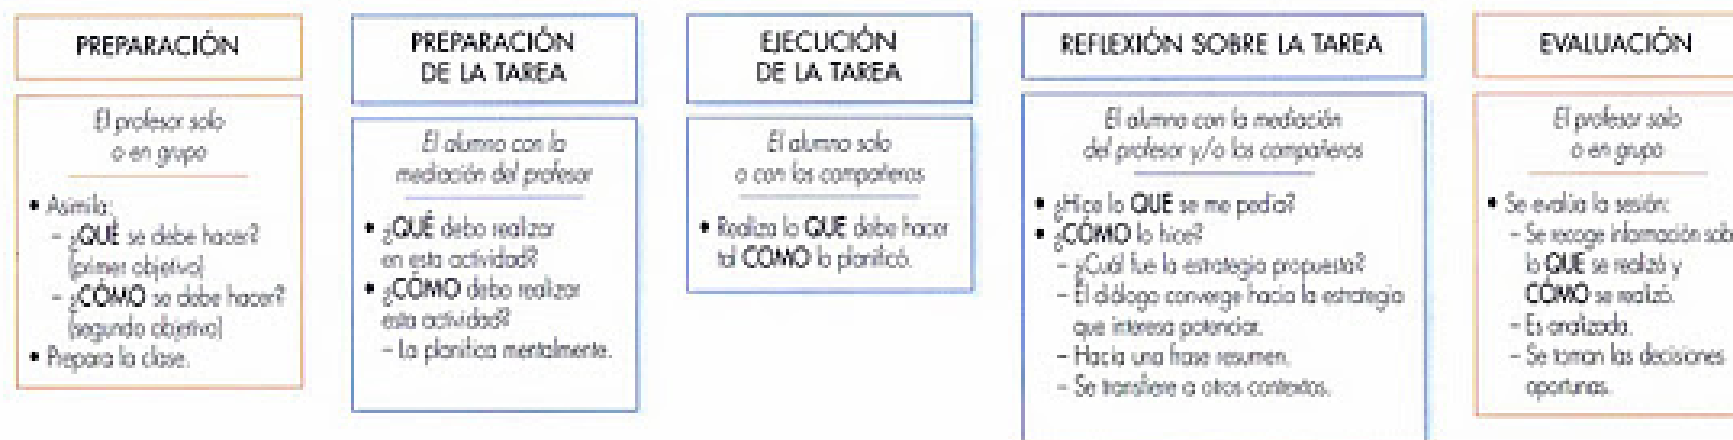 PREPARACIÓN
El profesor solo
o en grupo
• Asimila:
– ¿QUÉ se debe hacer?
(primer objetivo)
– ¿CÓMO se debe hacer?
(segundo objetivo)
• Prepara la clase.
PREPARACIÓN
DE LA TAREA
El alumno con la
mediación del profesor
• ¿QUÉ debo realizar
en esta actividad?
• ¿CÓMO debo realizar
esta actividad?
– La planifica mentalmente.
EJECUCIÓN
DE LA TAREA
El alumno solo
o con los compañeros
• Realiza lo QUE debe hacer
tal COMO lo planificó.
REFLEXIÓN SOBRE LA TAREA
El alumno con la mediación
del profesor y/o los compañeros
• ¿Hice lo QUE se me pedía?
• ¿CÓMO lo hice?
– ¿Cuál fue la estrategia propuesta?
– El diálogo converge hacia la estrategia
que interesa potenciar.
– Hacia una frase resumen.
– Se transfiere a otros contextos.
EVALUACIÓN
El profesor solo
o en grupo
• Se evalúa la sesión:
– Se recoge información sob
lo QUE se realizó y
CÓMO se realizó.
– Es analizada.
– Se toman las decisiones
oportunas.